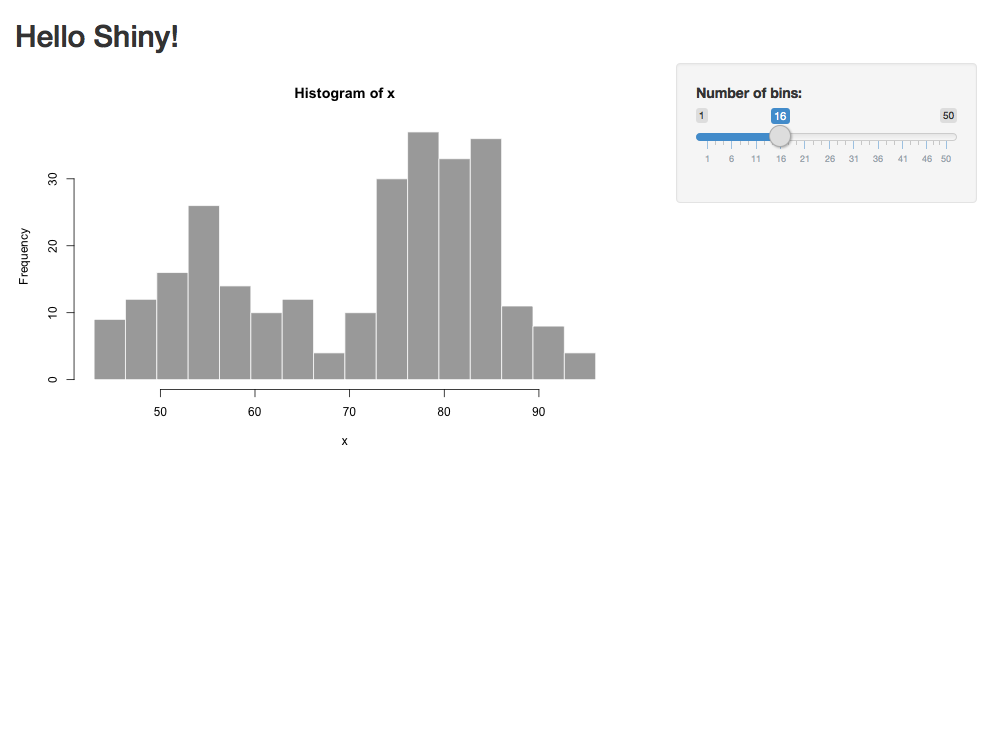 Hello Shiny!
Histogram of x
Frequency
30
20
10
0
50 60 70 80 90
x
Number of bins:
1 16 50
1 6 11 16 21 26 31 36 41 46 50